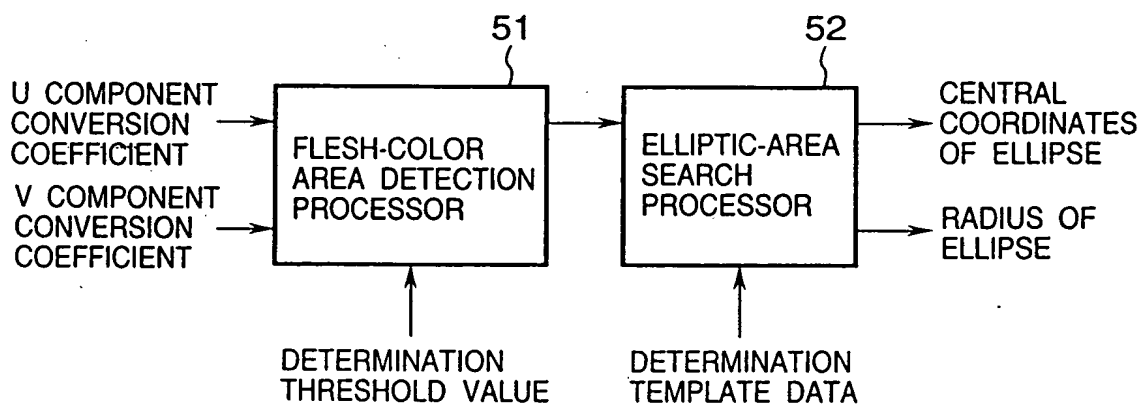 51
52
U COMPONENT
CONVERSION
COEFFICIENT
V COMPONENT
CONVERSION
COEFFICIENT
FLESH-COLOR
AREA DETECTION
PROCESSOR
ELLIPTIC-AREA
SEARCH
PROCESSOR
CENTRAL
COORDINATES
OF ELLIPSE
RADIUS OF
ELLIPSE
DETERMINATION
THRESHOLD VALUE
DETERMINATION
TEMPLATE DATA